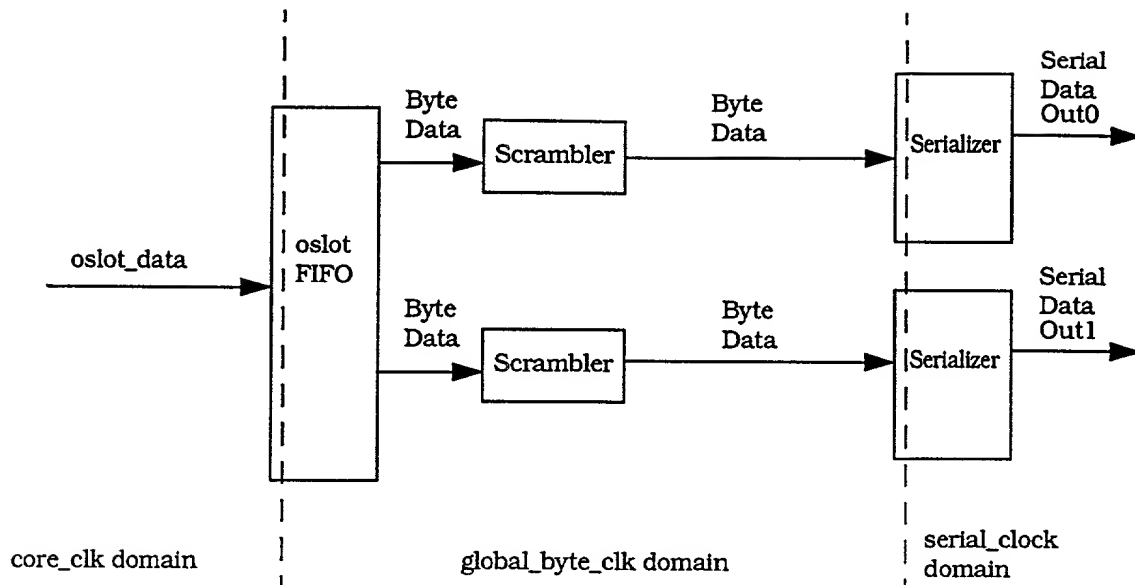 Serial
Data
Out0
Byte
Data
Byte
Data
Scrambler
Serializer
oslot_data
oslot
FIFO
Serial
Data
Out1
Byte
Data
Byte
Data
Scrambler
Serializer
core_clk domain
global_byte_clk domain
serial_clock
domain